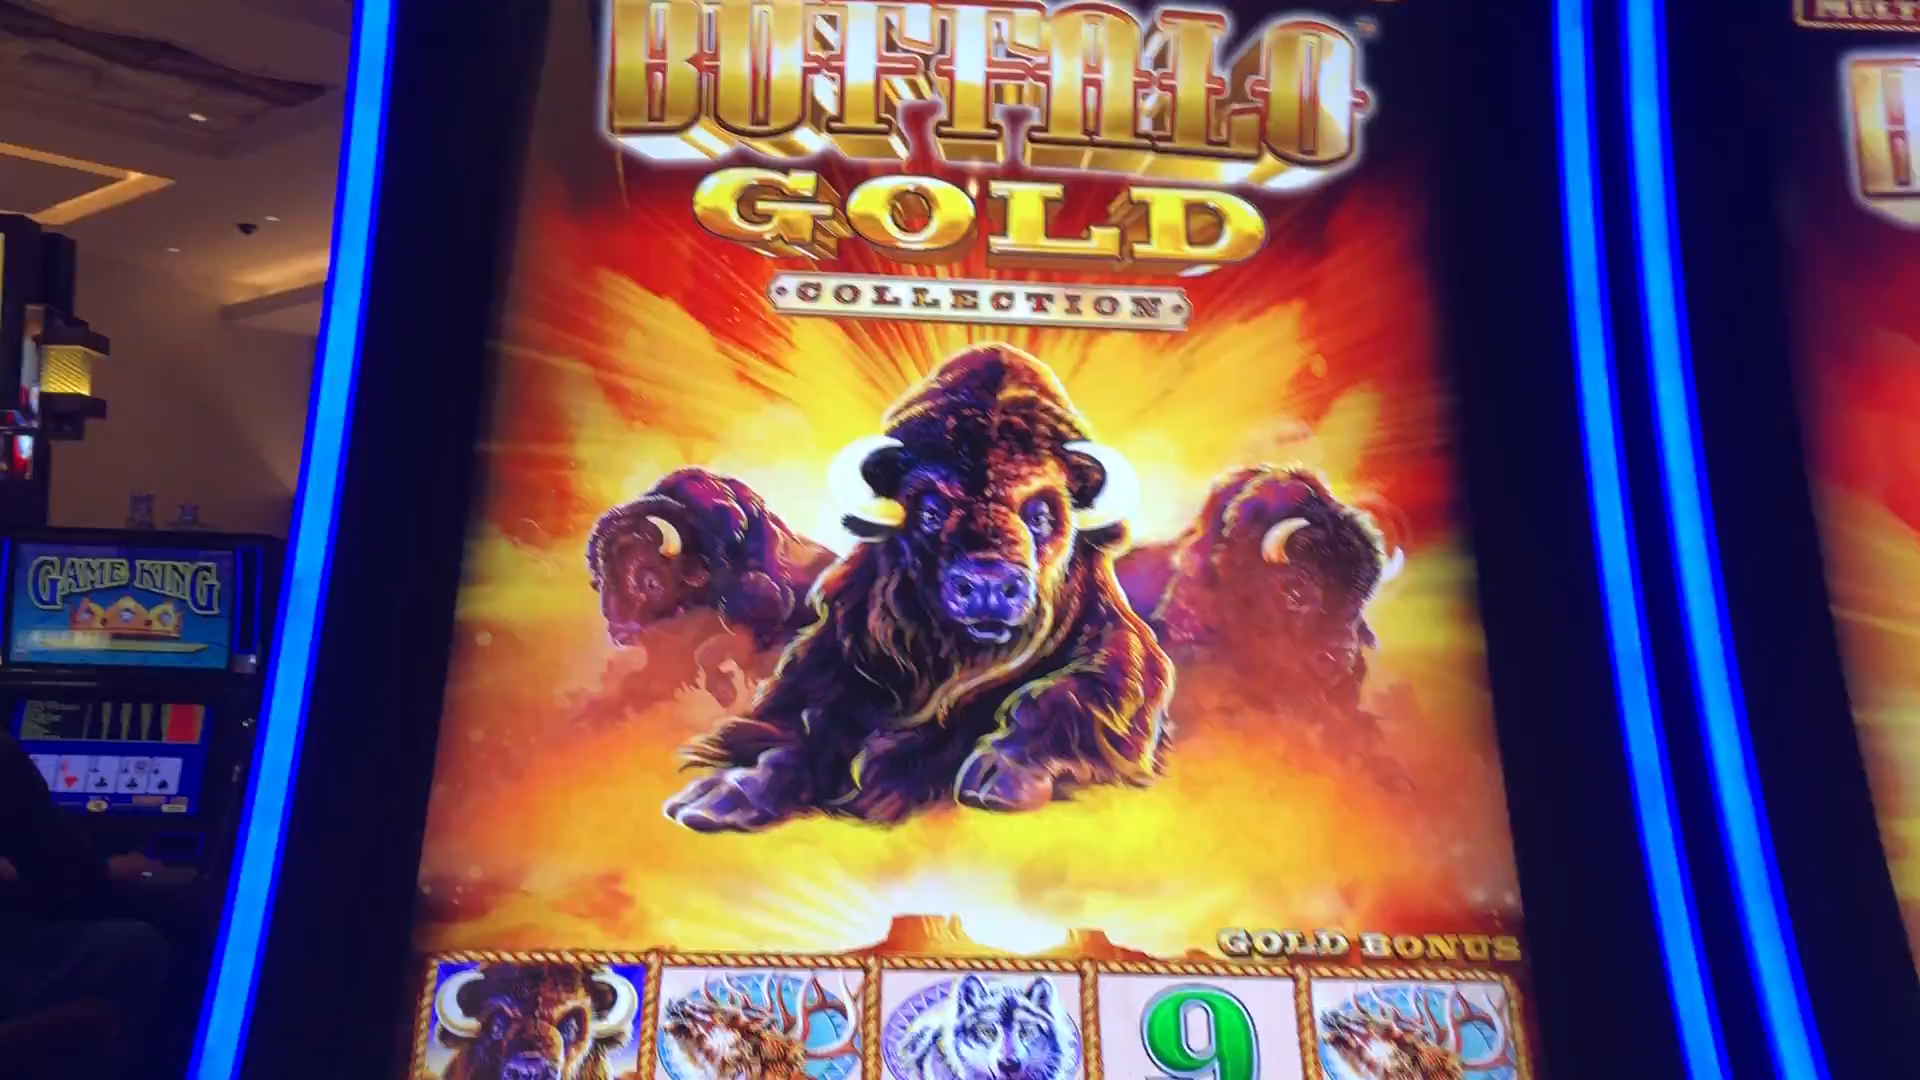 BUFFALO
GOLD
COLLECTION
GAME KING
GOLD BONUS
9